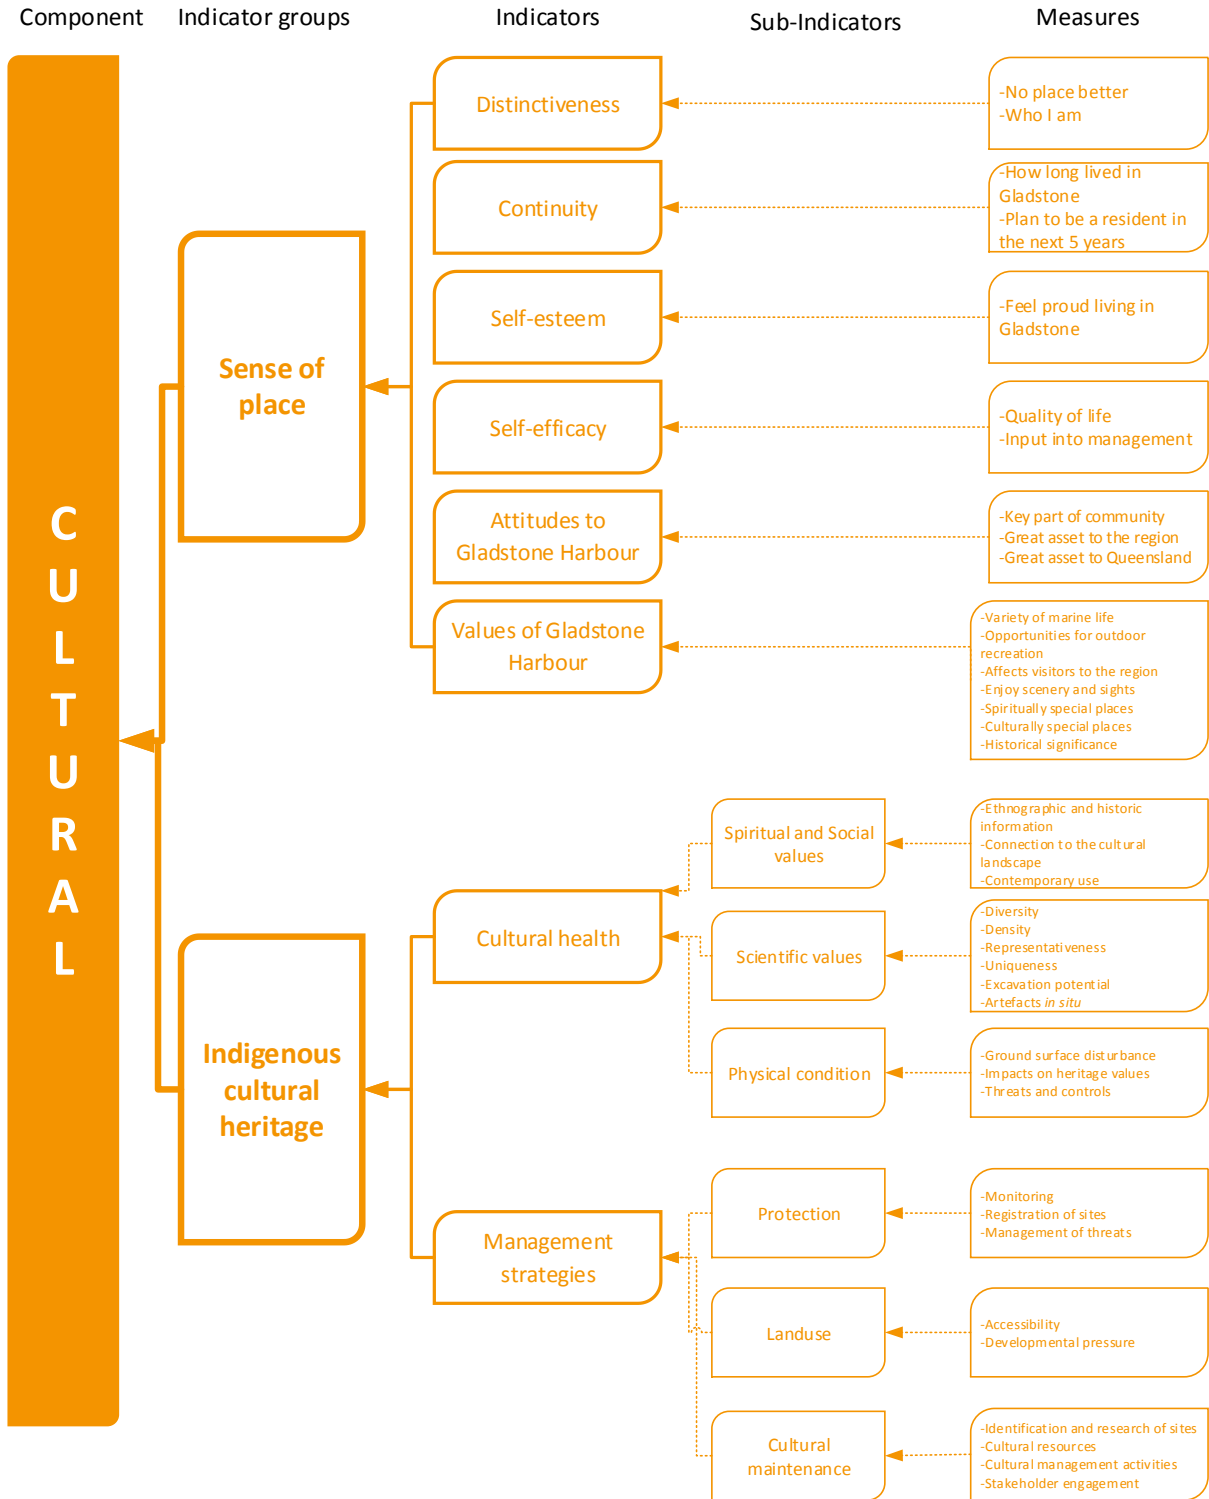 Component
Indicator groups
Indicators
Sub-Indicators
Measures
C
U
L
T
U
R
A
L
Sense of
place
Indigenous
cultural
heritage
Distinctiveness
Continuity
Self-esteem
Self-efficacy
Attitudes to
Gladstone Harbour
Values of Gladstone
Harbour
Cultural health
Management
strategies
Spiritual and Social
values
Scientific values
Physical condition
Protection
Landuse
Cultural
maintenance
-No place better
-Who I am
-How long lived in
Gladstone
-Plan to be a resident in
the next 5 years
-Feel proud living in
Gladstone
-Quality of life
-Input into management
-Key part of community
-Great asset to the region
-Great asset to Queensland
-Variety of marine life
-Opportunities for outdoor
recreation
-Affects visitors to the region
-Enjoy scenery and sights
-Spiritually special places
-Culturally special places
-Historical significance
-Ethnographic and historic
information
-Connection to the cultural
landscape
-Contemporary use
-Diversity
-Density
-Representativeness
-Uniqueness
-Excavation potential
-Artefacts in situ
-Ground surface disturbance
-Impacts on heritage values
-Threats and controls
-Monitoring
-Registration of sites
-Management of threats
-Accessibility
-Developmental pressure
-Identification and research of sites
-Cultural resources
-Cultural management activities
-Stakeholder engagement